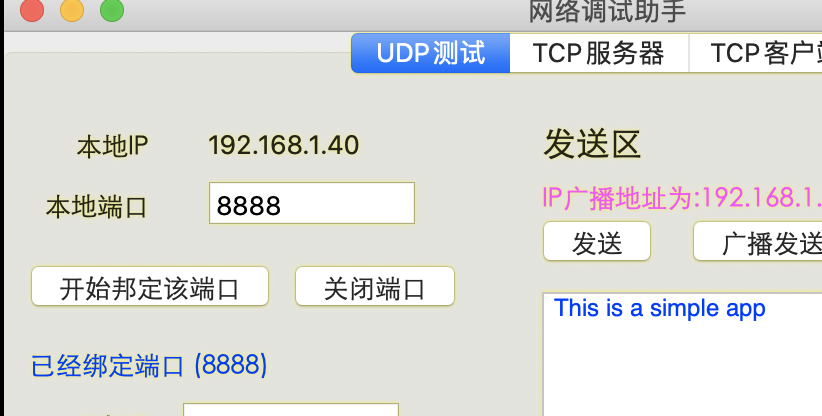 网络调试助手
UDP测试 TCP服务器 TCP客户端
本地IP 192.168.1.40
本地端口 8888
开始邦定该端口 关闭端口
已经绑定端口 (8888)
发送区
IP广播地址为:192.168.1.
发送 广播发送
This is a simple app